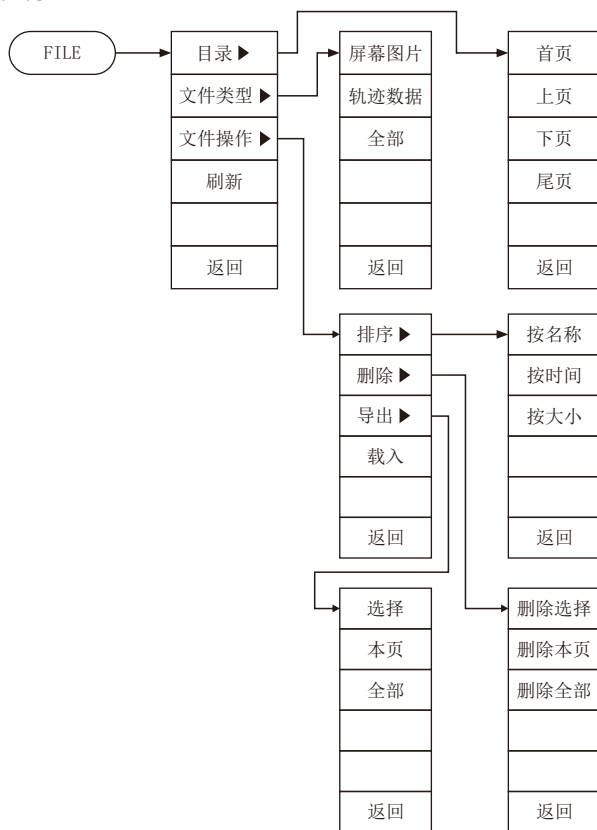 FILE
目录▶
文件类型▶
文件操作▶
刷新
返回
屏幕图片
轨迹数据
全部
返回
首页
上页
下页
尾页
返回
排序▶
删除▶
导出▶
载入
返回
按名称
按时间
按大小
返回
选择
本页
全部
返回
删除选择
删除本页
删除全部
返回